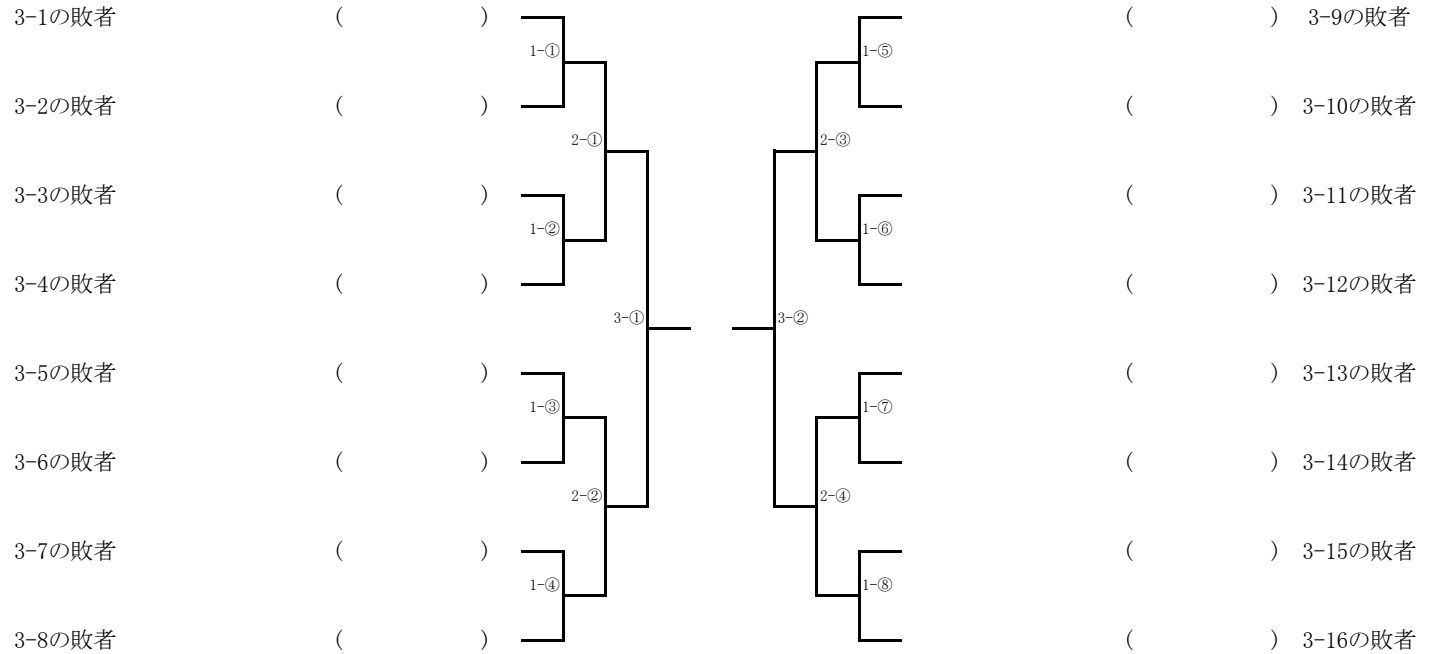 3-1の敗者 ( ) ( ) 3-9の敗者
1-① 1-⑤
3-2の敗者 ( ) ( ) 3-10の敗者
2-① 2-③
3-3の敗者 ( ) ( ) 3-11の敗者
1-② 1-⑥
3-4の敗者 ( ) ( ) 3-12の敗者
3-① 3-②
3-5の敗者 ( ) ( ) 3-13の敗者
1-③ 1-⑦
3-6の敗者 ( ) ( ) 3-14の敗者
2-② 2-④
3-7の敗者 ( ) ( ) 3-15の敗者
1-④ 1-⑧
3-8の敗者 ( ) ( ) 3-16の敗者